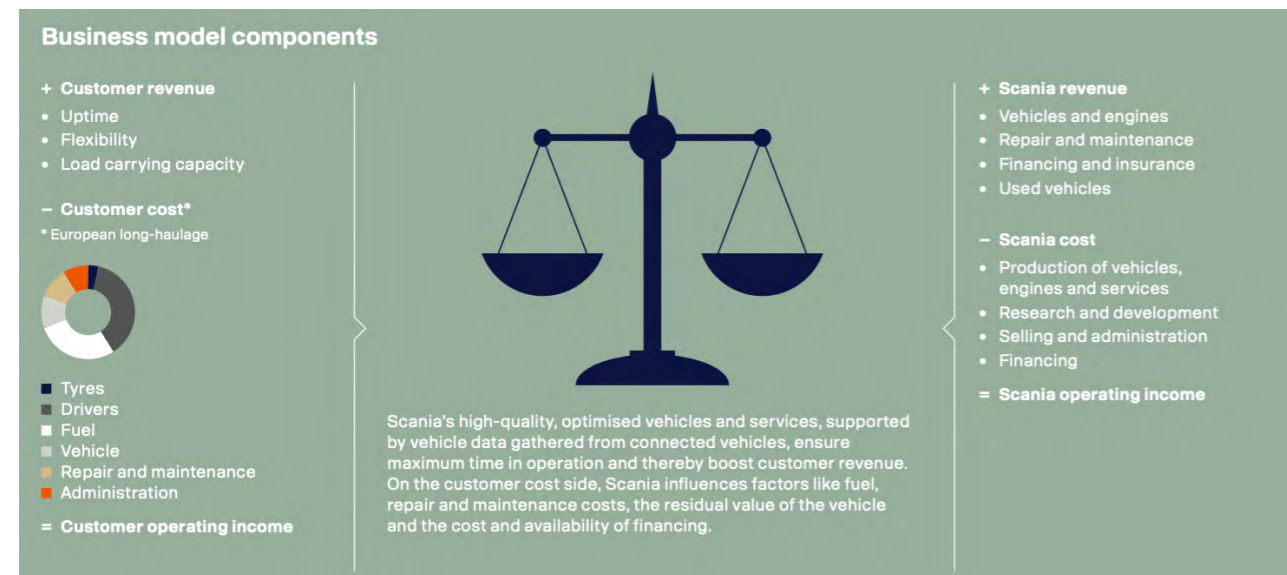 Business model components
+ Customer revenue
• Uptime
• Flexibility
• Load carrying capacity
– Customer cost*
* European long-haulage
Tyres
Drivers
Fuel
Vehicle
Repair and maintenance
Administration
= Customer operating income
Scania's high-quality, optimised vehicles and services, supported
by vehicle data gathered from connected vehicles, ensure
maximum time in operation and thereby boost customer revenue.
On the customer cost side, Scania influences factors like fuel,
repair and maintenance costs, the residual value of the vehicle
and the cost and availability of financing.
+ Scania revenue
• Vehicles and engines
• Repair and maintenance
• Financing and insurance
• Used vehicles
– Scania cost
• Production of vehicles,
engines and services
• Research and development
• Selling and administration
• Financing
= Scania operating income